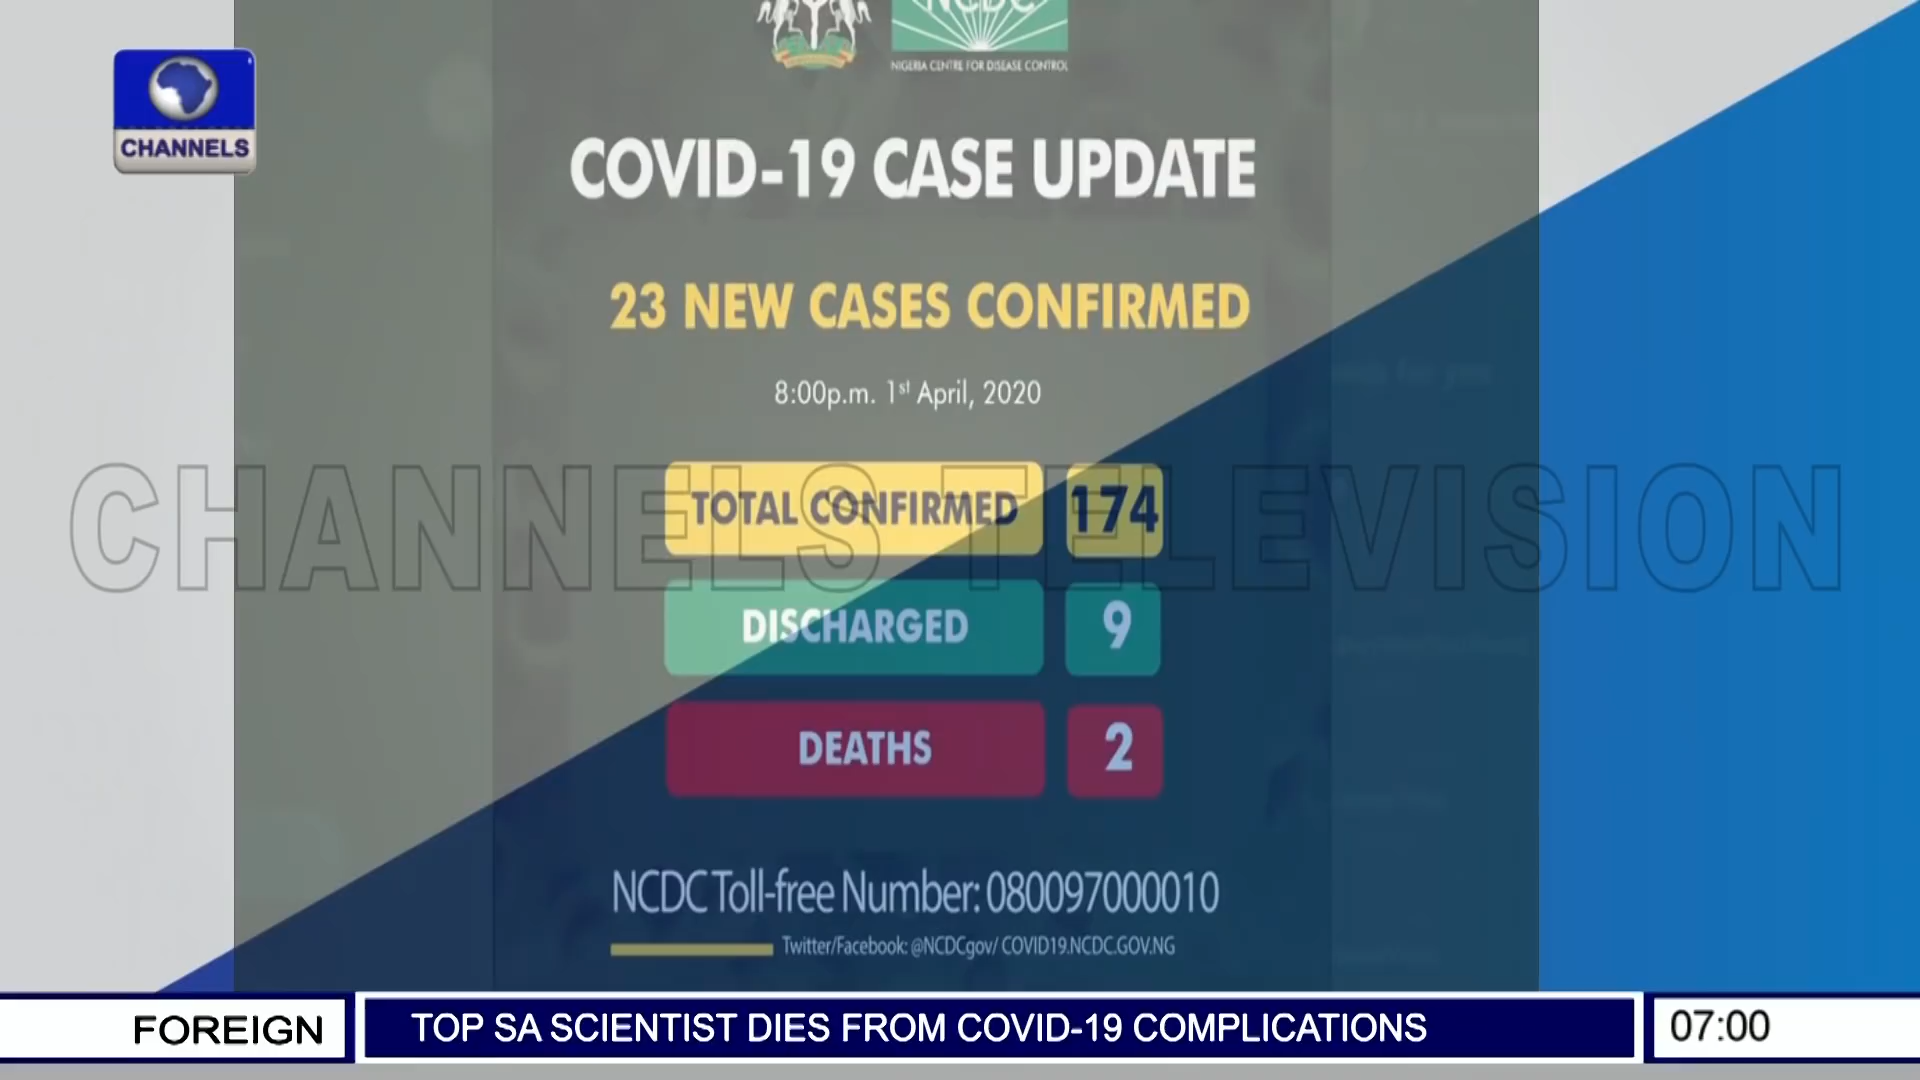 NCDC
NIGERIA CENTRE FOR DISEASE CONTROL
CHANNELS
COVID-19 CASE UPDATE
23 NEW CASES CONFIRMED
8:00p.m. 1st April, 2020
CHANNELS TELEVISION
TOTAL CONFIRMED 174
DISCHARGED 9
DEATHS 2
NCDC Toll-free Number: 080097000010
Twitter/Facebook: @NCDCgov/ COVID19.NCDC.GOV.NG
FOREIGN TOP SA SCIENTIST DIES FROM COVID-19 COMPLICATIONS 07:00